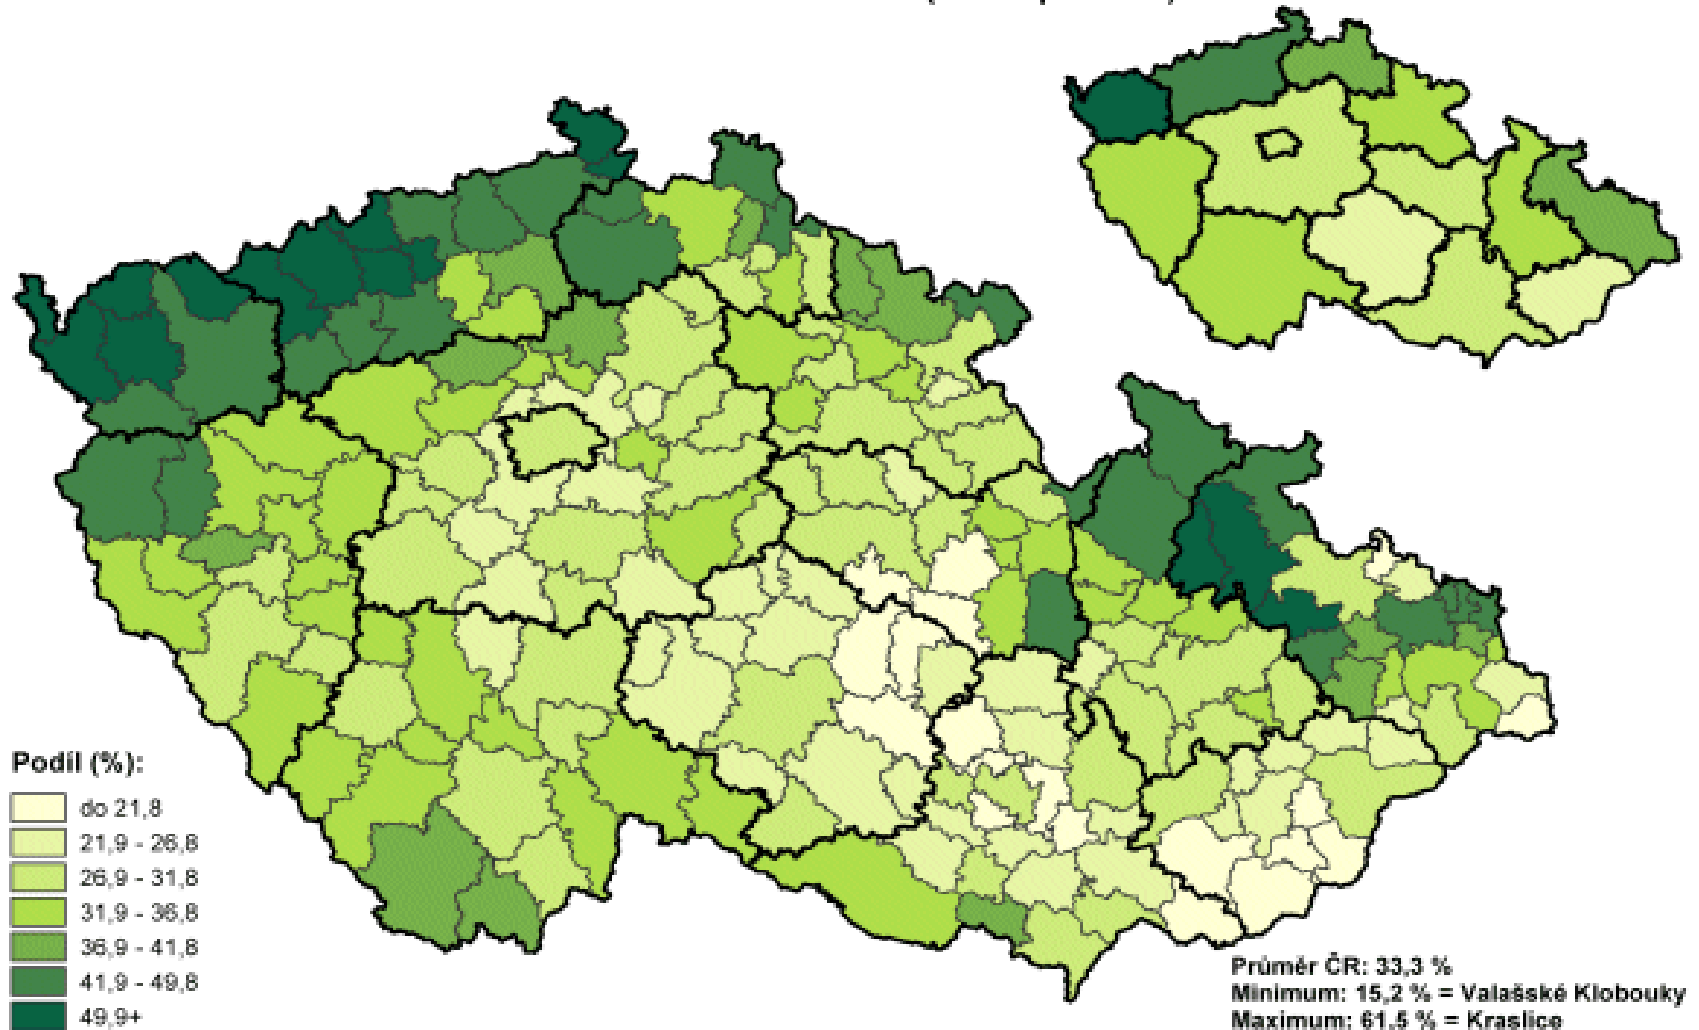 Podíl (%):
do 21,8
21,9 - 26,8
26,9 - 31,8
31,9 - 36,8
36,9 - 41,8
41,9 - 49,8
49,9+
Průměr ČR: 33,3 %
Minimum: 15,2 % = Valašské Klobouky
Maximum: 61,5 % = Kraslice